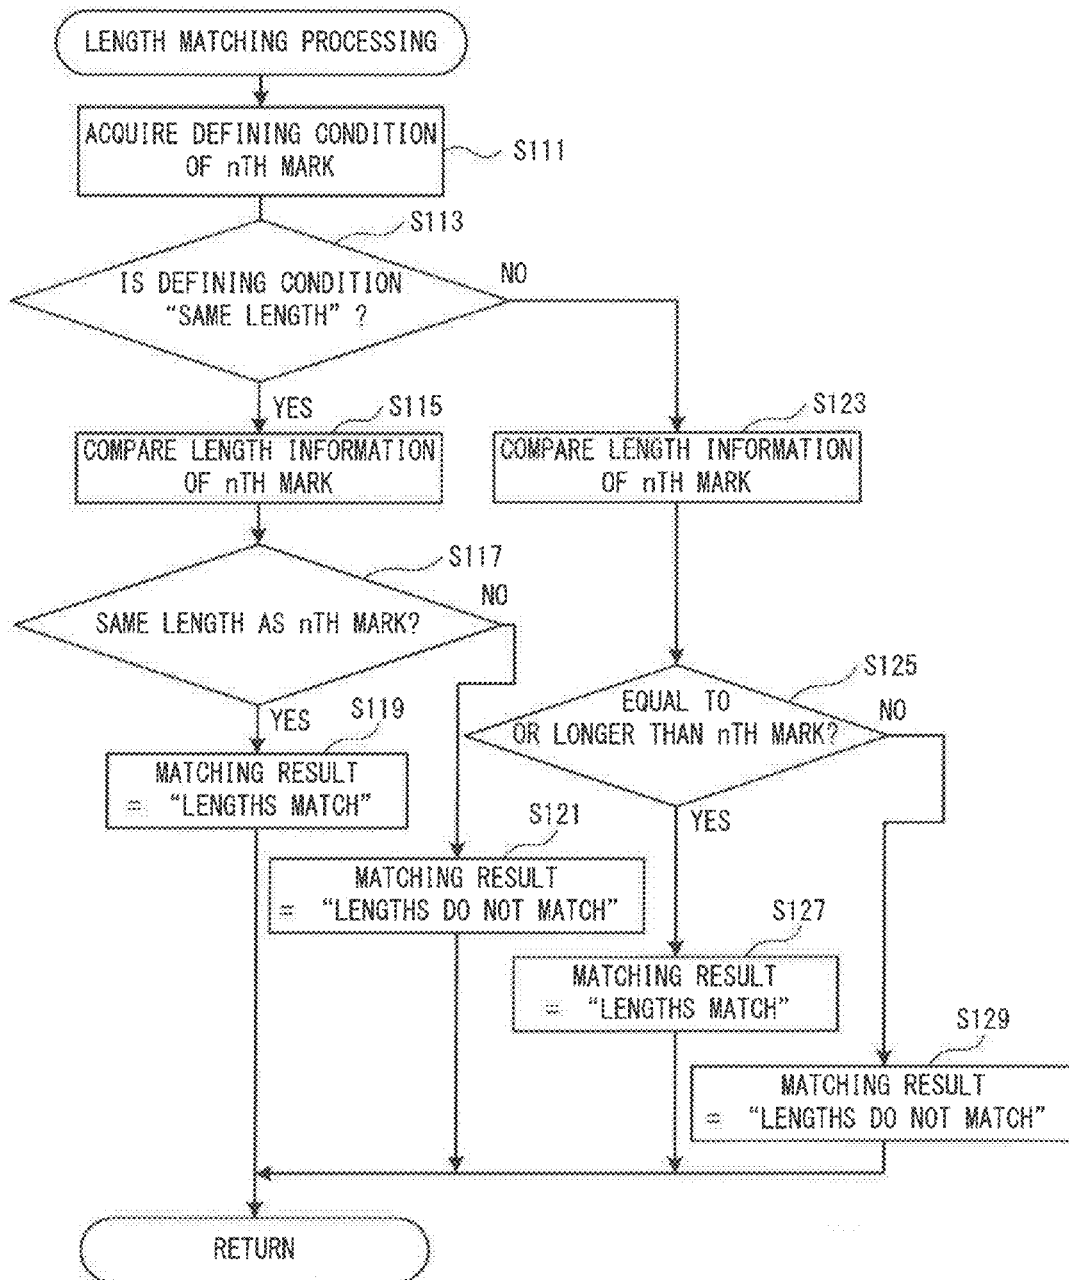 LENGTH MATCHING PROCESSING
ACQUIRE DEFINING CONDITION
OF nTH MARK
S111
S113
IS DEFINING CONDITION
“SAME LENGTH” ?
NO
YES
S115
COMPARE LENGTH INFORMATION
OF nTH MARK
S123
COMPARE LENGTH INFORMATION
OF nTH MARK
S117
SAME LENGTH AS nTH MARK?
NO
YES
S119
MATCHING RESULT
= “LENGTHS MATCH”
S125
EQUAL TO
OR LONGER THAN nTH MARK?
NO
YES
S121
MATCHING RESULT
= “LENGTHS DO NOT MATCH”
S127
MATCHING RESULT
= “LENGTHS MATCH”
S129
MATCHING RESULT
= “LENGTHS DO NOT MATCH”
RETURN